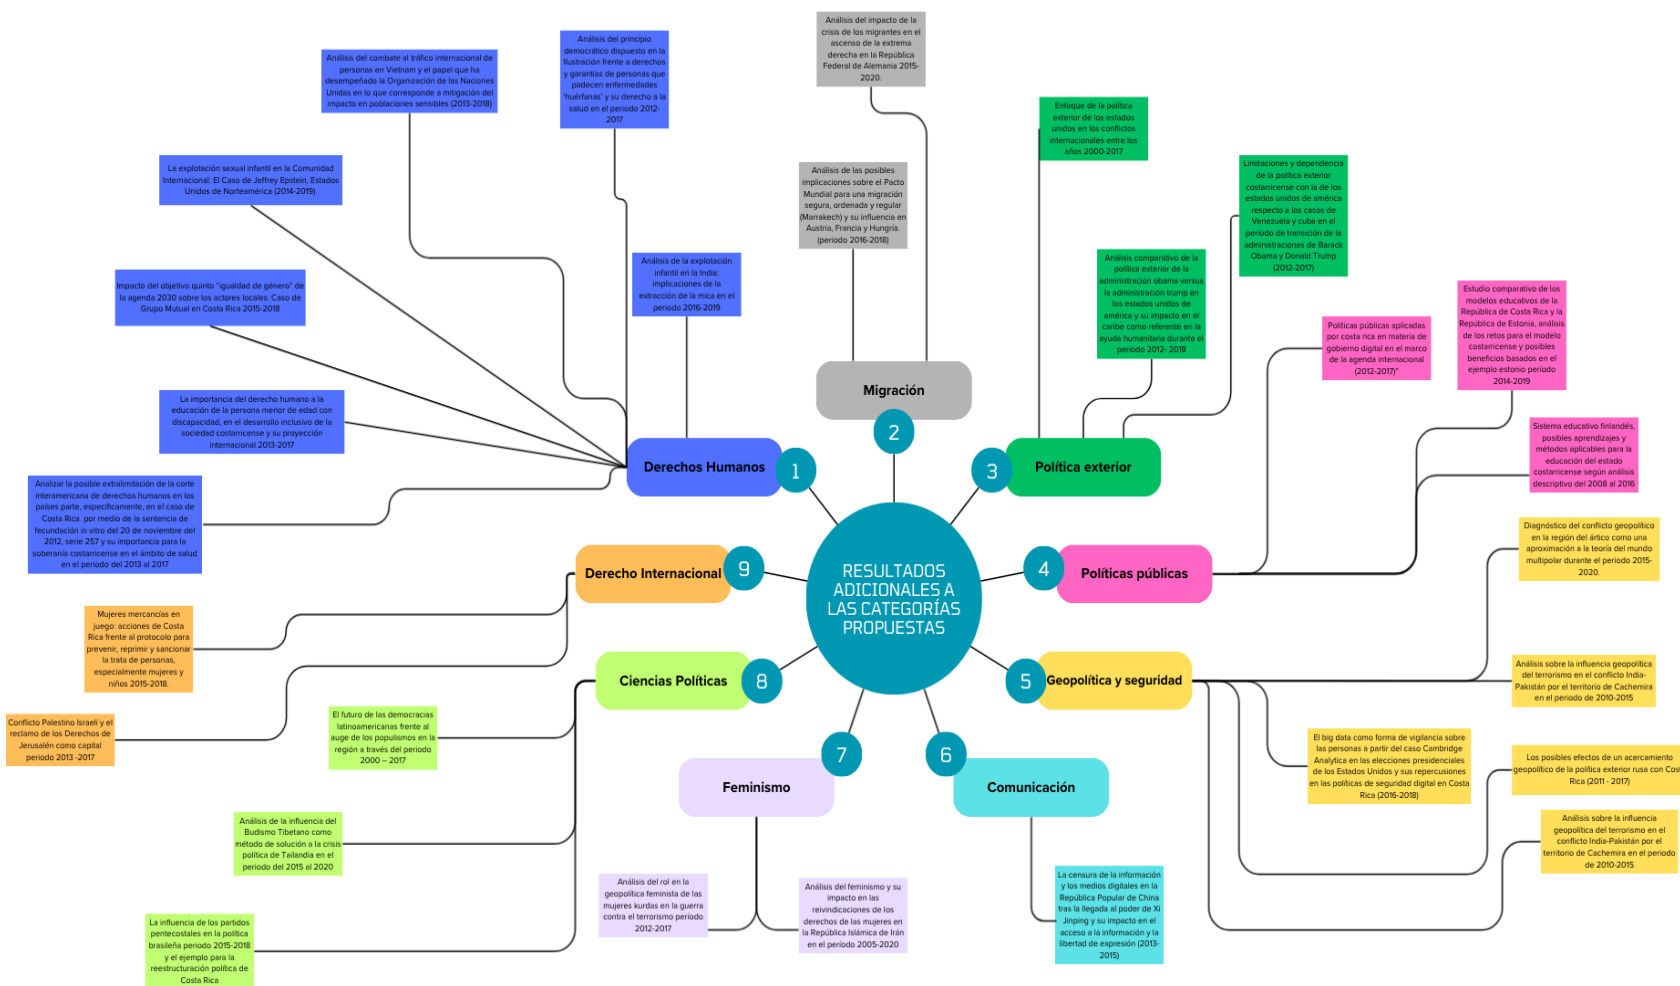 RESULTADOS
ADICIONALES A
LAS CATEGORÍAS
PROPUESTAS
1
Derechos Humanos
Análisis del combate al tráfico internacional de
personas en Vietnam y el papel que ha
desempeñado la Organización de las Naciones
Unidas en lo que corresponde a mitigación del
impacto en poblaciones sensibles (2013-2018)
Análisis del principio
democrático dispuesto en la
Ilustración frente a derechos
y garantías de personas que
padecen enfermedades
'huérfanas' y su derecho a la
salud en el periodo 2012-
2017
La explotación sexual infantil en la Comunidad
Internacional: El Caso de Jeffrey Epstein, Estados
Unidos de Norteamérica (2014-2019).
Análisis de la explotación
infantil en la India:
implicaciones de la
extracción de la mica en el
periodo 2016-2019
Impacto del objetivo quinto "igualdad de género" de
la agenda 2030 sobre los actores locales: Caso de
Grupo Mutual en Costa Rica 2015-2018
La importancia del derecho humano a la
educación de la persona menor de edad con
discapacidad, en el desarrollo inclusivo de la
sociedad costarricense y su proyección
internacional 2013-2017
Analizar la posible extralimitación de la corte
interamericana de derechos humanos en los
países parte, específicamente, en el caso de
Costa Rica. por medio de la sentencia de
fecundación in vitro del 20 de noviembre del
2012, serie 257 y su importancia para la
soberanía costarricense en el ámbito de salud
en el periodo del 2013 al 2017
2
Migración
Análisis del impacto de la
crisis de los migrantes en el
ascenso de la extrema
derecha en la República
Federal de Alemania 2015-
2020.
Análisis de las posibles
implicaciones sobre el Pacto
Mundial para una migración
segura, ordenada y regular
(Marrakech) y su influencia en
Austria, Francia y Hungría.
(periodo 2016-2018)
3
Política exterior
Enfoque de la política
exterior de los estados
unidos en los conflictos
internacionales entre los
años 2000-2017
Limitaciones y dependencia
de la política exterior
costarricense con la de los
estados unidos de américa
respecto a los casos de
Venezuela y cuba en el
período de transición de la
administraciones de Barack
Obama y Donald Trump
(2012-2017)
Análisis comparativo de la
política exterior de la
administración obama versus
la administración trump en
los estados unidos de
américa y su impacto en el
caribe como referente en la
ayuda humanitaria durante el
periodo 2012- 2018
4
Políticas públicas
Políticas públicas aplicadas
por costa rica en materia de
gobierno digital en el marco
de la agenda internacional
(2012-2017)"
Estudio comparativo de los
modelos educativos de la
República de Costa Rica y la
República de Estonia, análisis
de los retos para el modelo
costarricense y posibles
beneficios basados en el
ejemplo estonio período
2014-2019
Sistema educativo finlandés,
posibles aprendizajes y
métodos aplicables para la
educación del estado
costarricense según análisis
descriptivo del 2008 al 2016
5
Geopolítica y seguridad
Diagnóstico del conflicto geopolítico
en la región del ártico como una
aproximación a la teoría del mundo
multipolar durante el periodo 2015-
2020.
Análisis sobre la influencia geopolítica
del terrorismo en el conflicto India-
Pakistán por el territorio de Cachemira
en el periodo de 2010-2015
El big data como forma de vigilancia sobre
las personas a partir del caso Cambridge
Analytica en las elecciones presidenciales
de los Estados Unidos y sus repercusiones
en las políticas de seguridad digital en Costa
Rica (2016-2018)
Los posibles efectos de un acercamiento
geopolítico de la política exterior rusa con Cost
Rica (2011 - 2017)
Análisis sobre la influencia
geopolítica del terrorismo en el
conflicto India-Pakistán por el
territorio de Cachemira en el periodo
de 2010-2015
6
Comunicación
La censura de la información
y los medios digitales en la
República Popular de China
tras la llegada al poder de Xi
Jinping y su impacto en el
acceso a la información y la
libertad de expresión (2013-
2015)
7
Feminismo
Análisis del rol en la
geopolítica feminista de las
mujeres kurdas en la guerra
contra el terrorismo período
2012-2017
Análisis del feminismo y su
impacto en las
reivindicaciones de los
derechos de las mujeres en
la República Islámica de Irán
en el período 2005-2020
8
Ciencias Políticas
El futuro de las democracias
latinoamericanas frente al
auge de los populismos en la
región a través del periodo
2000 – 2017
Análisis de la influencia del
Budismo Tibetano como
método de solución a la crisis
política de Tailandia en el
periodo del 2015 al 2020
La influencia de los partidos
pentecostales en la política
brasileña periodo 2015-2018
y el ejemplo para la
reestructuración política de
Costa Rica
9
Derecho Internacional
Mujeres mercancías en
juego: acciones de Costa
Rica frente al protocolo para
prevenir, reprimir y sancionar
la trata de personas,
especialmente mujeres y
niños 2015-2018.
Conflicto Palestino Israelí y el
reclamo de los Derechos de
Jerusalén como capital
periodo 2013 -2017